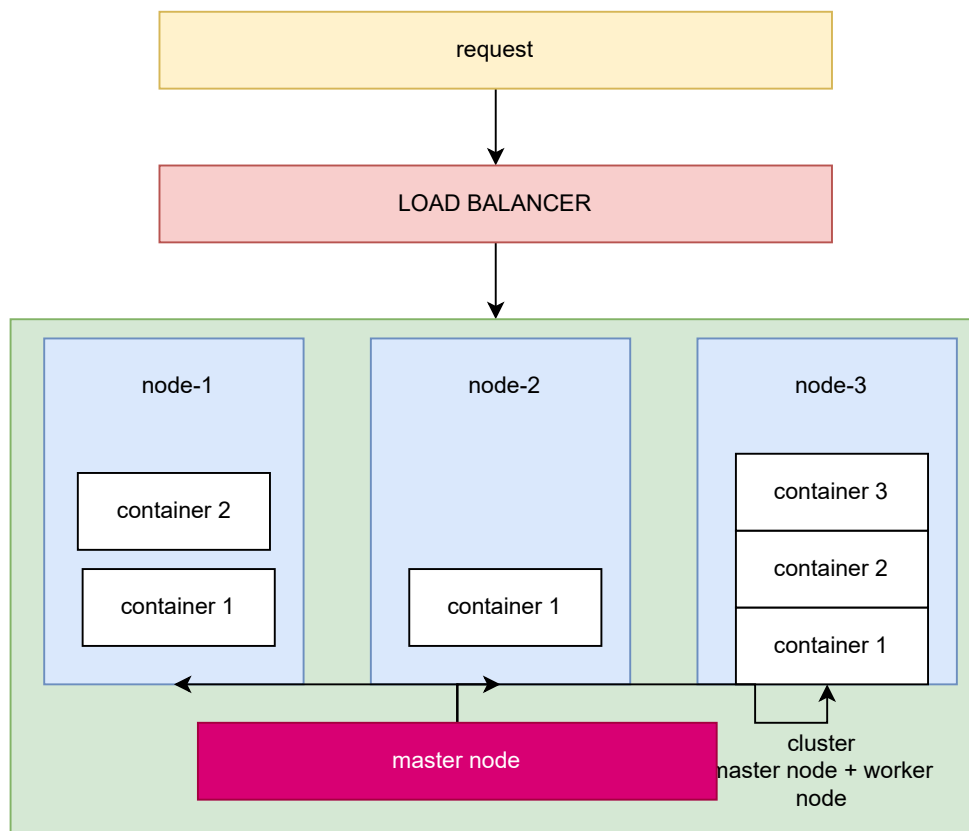 request
LOAD BALANCER
node-1
node-2
node-3
container 2
container 1
container 1
container 3
container 2
container 1
master node
cluster
master node + worker
node